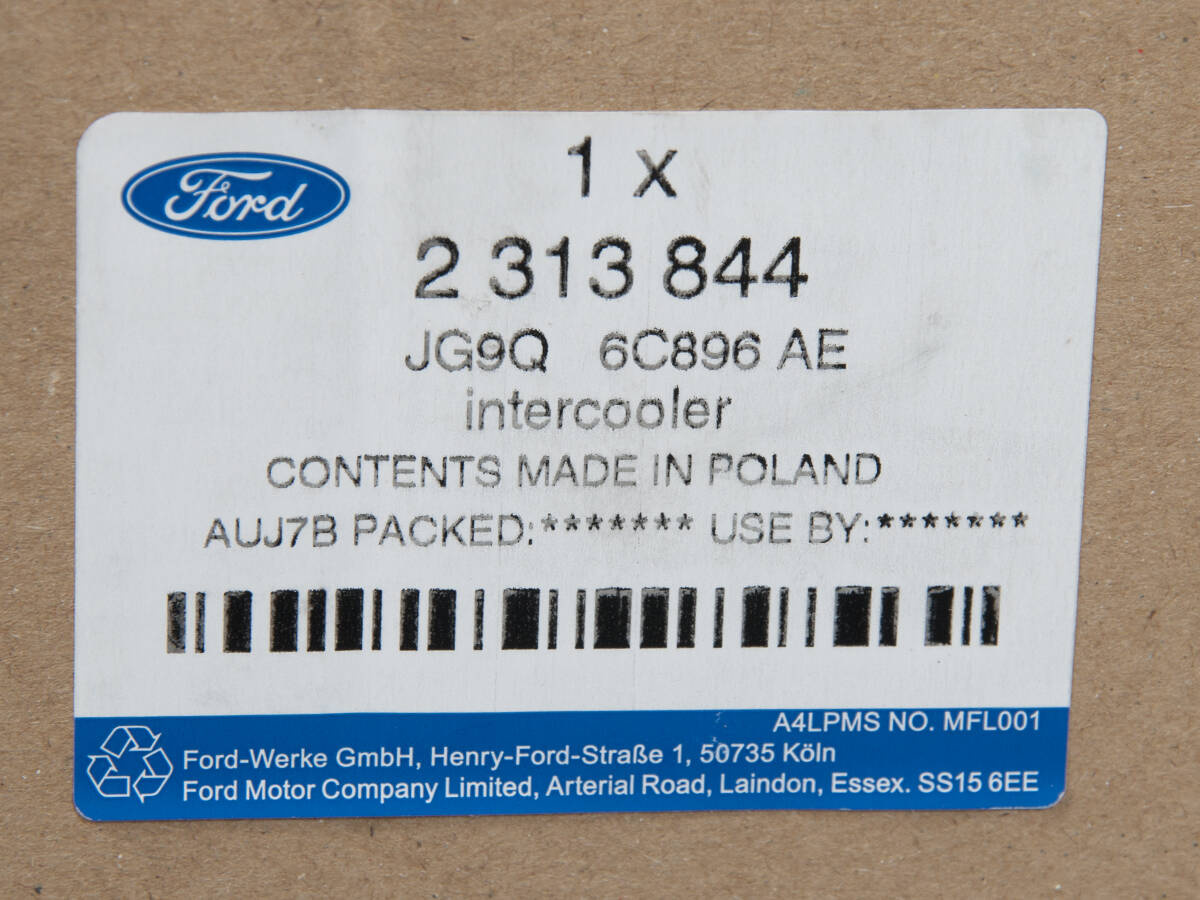 Ford
1 x
2 313 844
JG9Q 6C896 AE
intercooler
CONTENTS MADE IN POLAND
AUJ7B PACKED:******* USE BY:*******
A4LPMS NO. MFL001
Ford-Werke GmbH, Henry-Ford-Straße 1, 50735 Köln
Ford Motor Company Limited, Arterial Road, Laindon, Essex. SS15 6EE